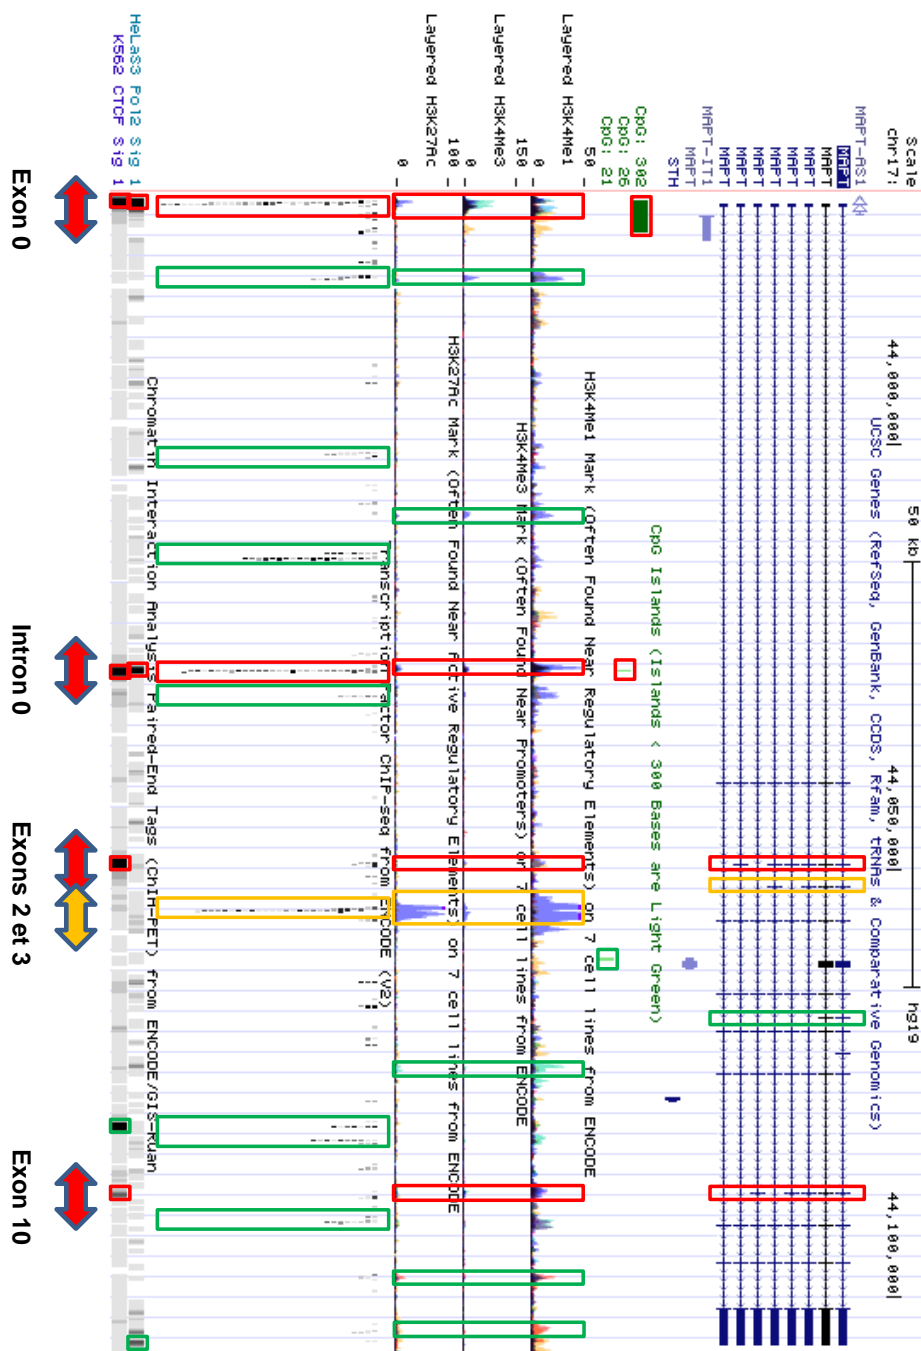 Scale
chr17:
50 kb
hg19
44,000,000
44,050,000
44,100,000
UCSC Genes (RefSeq, GenBank, CCDS, Rfam, tRNAs & Comparative Genomics)
MAPT-AS1
MAPT
MAPT
MAPT
MAPT
MAPT
MAPT
MAPT
MAPT
MAPT-IT1
MAPT
STH
CpG Islands (Islands < 300 Bases are Light Green)
CpG: 302
CpG: 26
CpG: 21
H3K4Me1 Mark (Often Found Near Regulatory Elements) on 7 cell lines from ENCODE
50
Layered H3K4Me1
0
H3K4Me3 Mark (Often Found Near Promoters) on 7 cell lines from ENCODE
150
Layered H3K4Me3
0
H3K27Ac Mark (Often Found Near Active Regulatory Elements) on 7 cell lines from ENCODE
100
Layered H3K27Ac
0
Transcription Factor ChIP-seq from ENCODE (V2)
Chromatin Interaction Analysis Paired-End Tags (ChIA-PET) from ENCODE/GIS-Ruan
HeLaS3 Pol2 Sig 1
K562 CTCF Sig 1
Exon 0
Intron 0
Exons 2 et 3
Exon 10